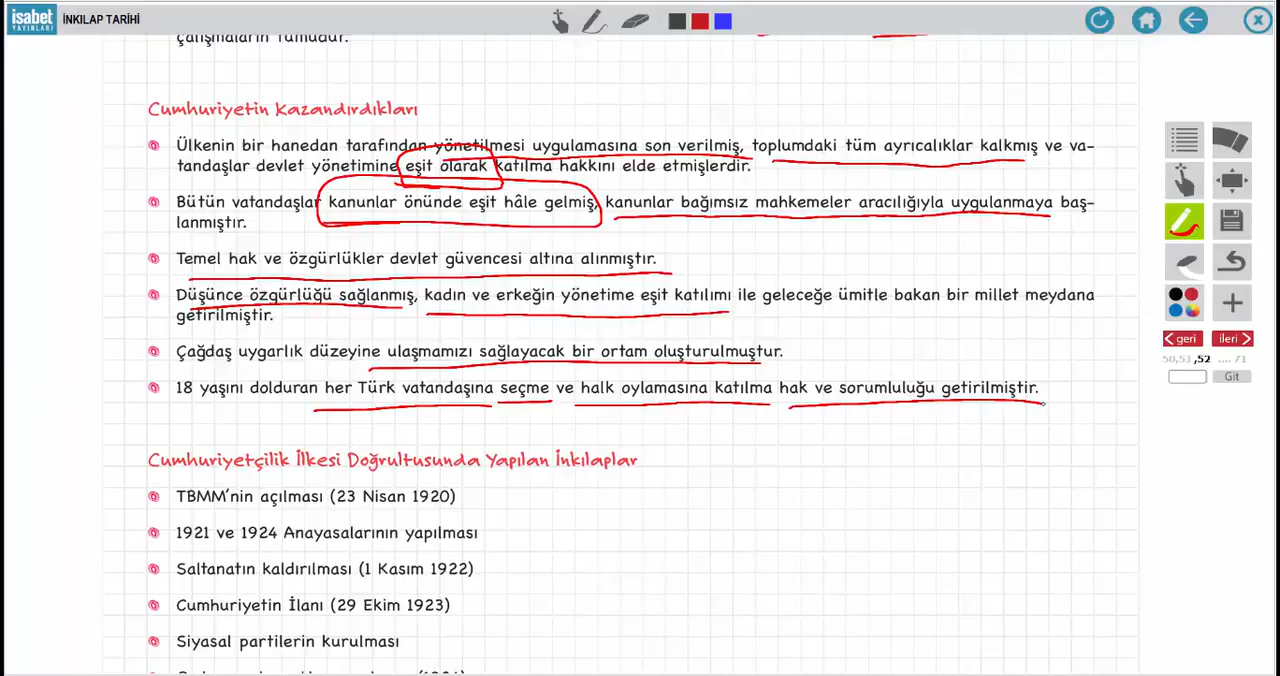 isabet
YAYINLARI
İNKILAP TARİHİ
çalışmaların tümüdür.
Cumhuriyetin Kazandırdıkları
Ülkenin bir hanedan tarafından yönetilmesi uygulamasına son verilmiş, toplumdaki tüm ayrıcalıklar kalkmış ve va-
tandaşlar devlet yönetimine eşit olarak katılma hakkını elde etmişlerdir.
Bütün vatandaşlar kanunlar önünde eşit hâle gelmiş, kanunlar bağımsız mahkemeler aracılığıyla uygulanmaya baş-
lanmıştır.
Temel hak ve özgürlükler devlet güvencesi altına alınmıştır.
Düşünce özgürlüğü sağlanmış, kadın ve erkeğin yönetime eşit katılımı ile geleceğe ümitle bakan bir millet meydana
getirilmiştir.
Çağdaş uygarlık düzeyine ulaşmamızı sağlayacak bir ortam oluşturulmuştur.
18 yaşını dolduran her Türk vatandaşına seçme ve halk oylamasına katılma hak ve sorumluluğu getirilmiştir.
Cumhuriyetçilik İlkesi Doğrultusunda Yapılan İnkılaplar
TBMM'nin açılması (23 Nisan 1920)
1921 ve 1924 Anayasalarının yapılması
Saltanatın kaldırılması (1 Kasım 1922)
Cumhuriyetin İlanı (29 Ekim 1923)
Siyasal partilerin kurulması
geri
ileri
50,51 ,52 .... 71
Git